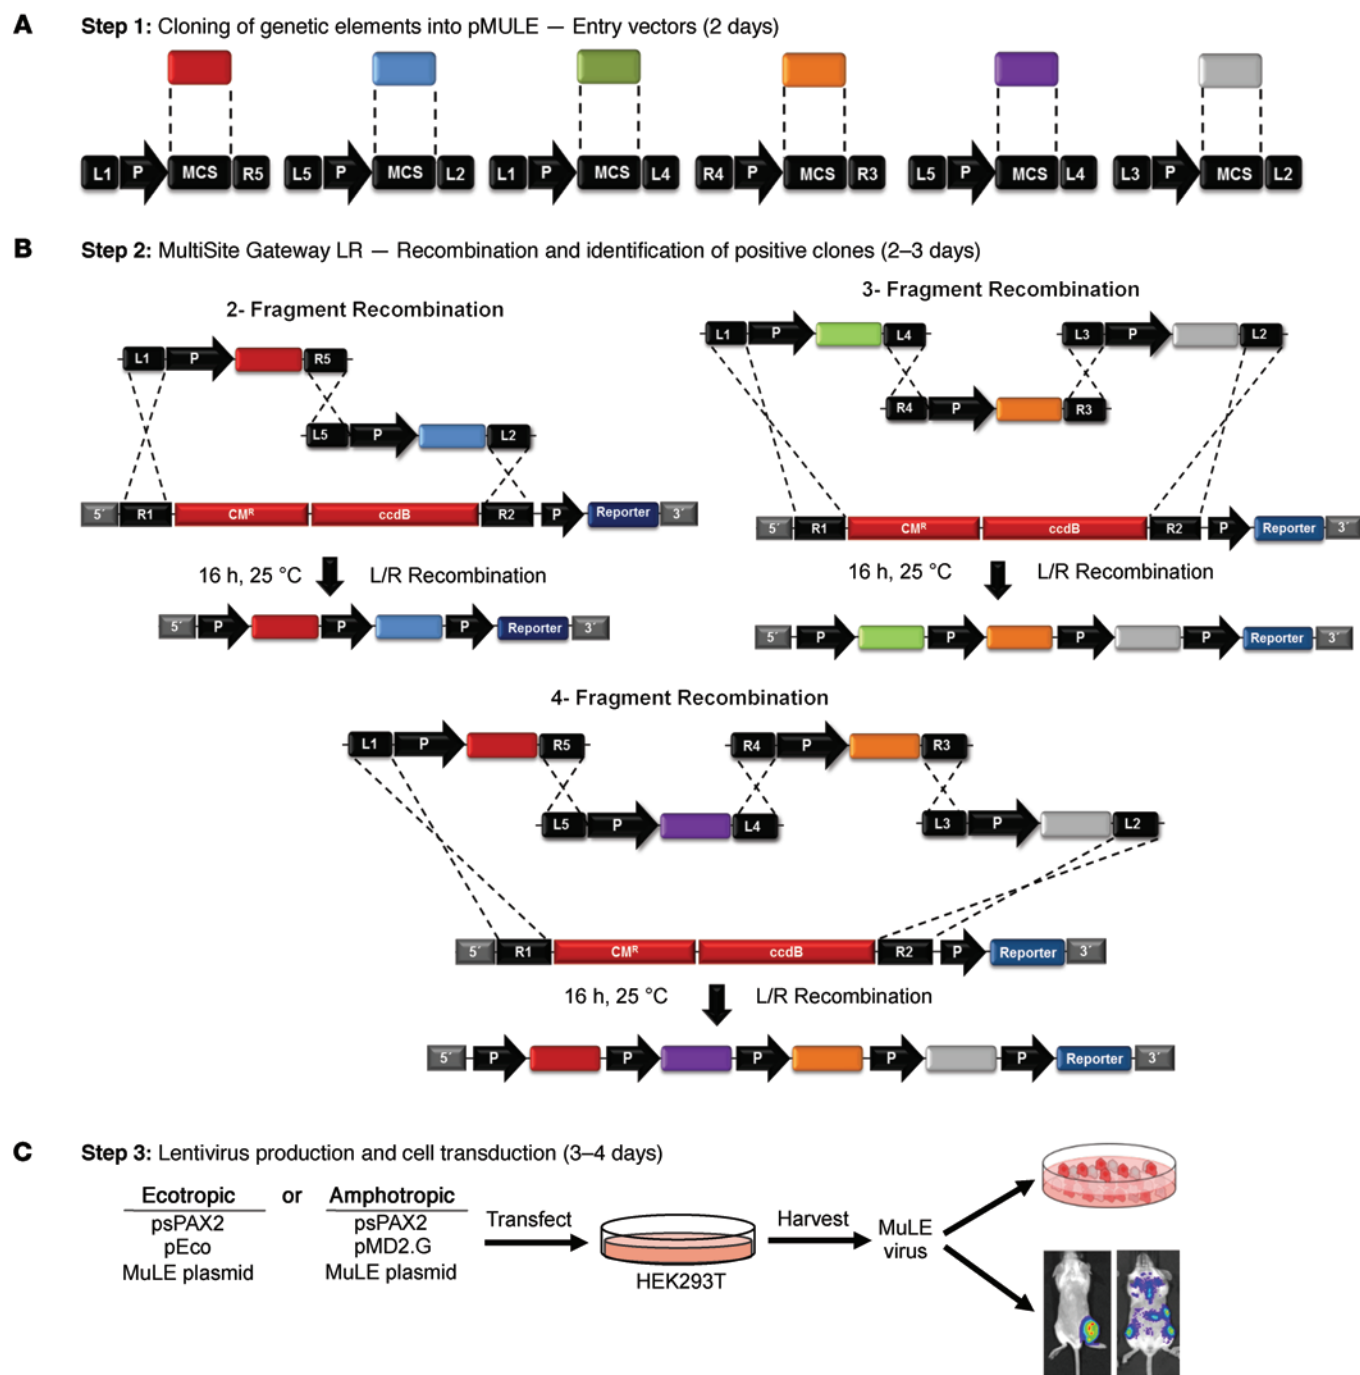 A Step 1: Cloning of genetic elements into pMULE — Entry vectors (2 days)
L1 P MCS R5 L5 P MCS L2 L1 P MCS L4 R4 P MCS R3 L5 P MCS L4 L3 P MCS L2
B Step 2: MultiSite Gateway LR — Recombination and identification of positive clones (2–3 days)
2- Fragment Recombination
L1 P R5
L5 P L2
5´ R1 CMᴿ ccdB R2 P Reporter 3´
16 h, 25 °C L/R Recombination
5´ P P P Reporter 3´
3- Fragment Recombination
L1 P L4 L3 P L2
R4 P R3
5´ R1 CMᴿ ccdB R2 P Reporter 3´
16 h, 25 °C L/R Recombination
5´ P P P P Reporter 3´
4- Fragment Recombination
L1 P R5 R4 P R3
L5 P L4 L3 P L2
5´ R1 CMᴿ ccdB R2 P Reporter 3´
16 h, 25 °C L/R Recombination
5´ P P P P P Reporter 3´
C Step 3: Lentivirus production and cell transduction (3–4 days)
Ecotropic or Amphotropic
psPAX2 psPAX2
pEco pMD2.G
MuLE plasmid MuLE plasmid
Transfect
HEK293T
Harvest
MuLE
virus